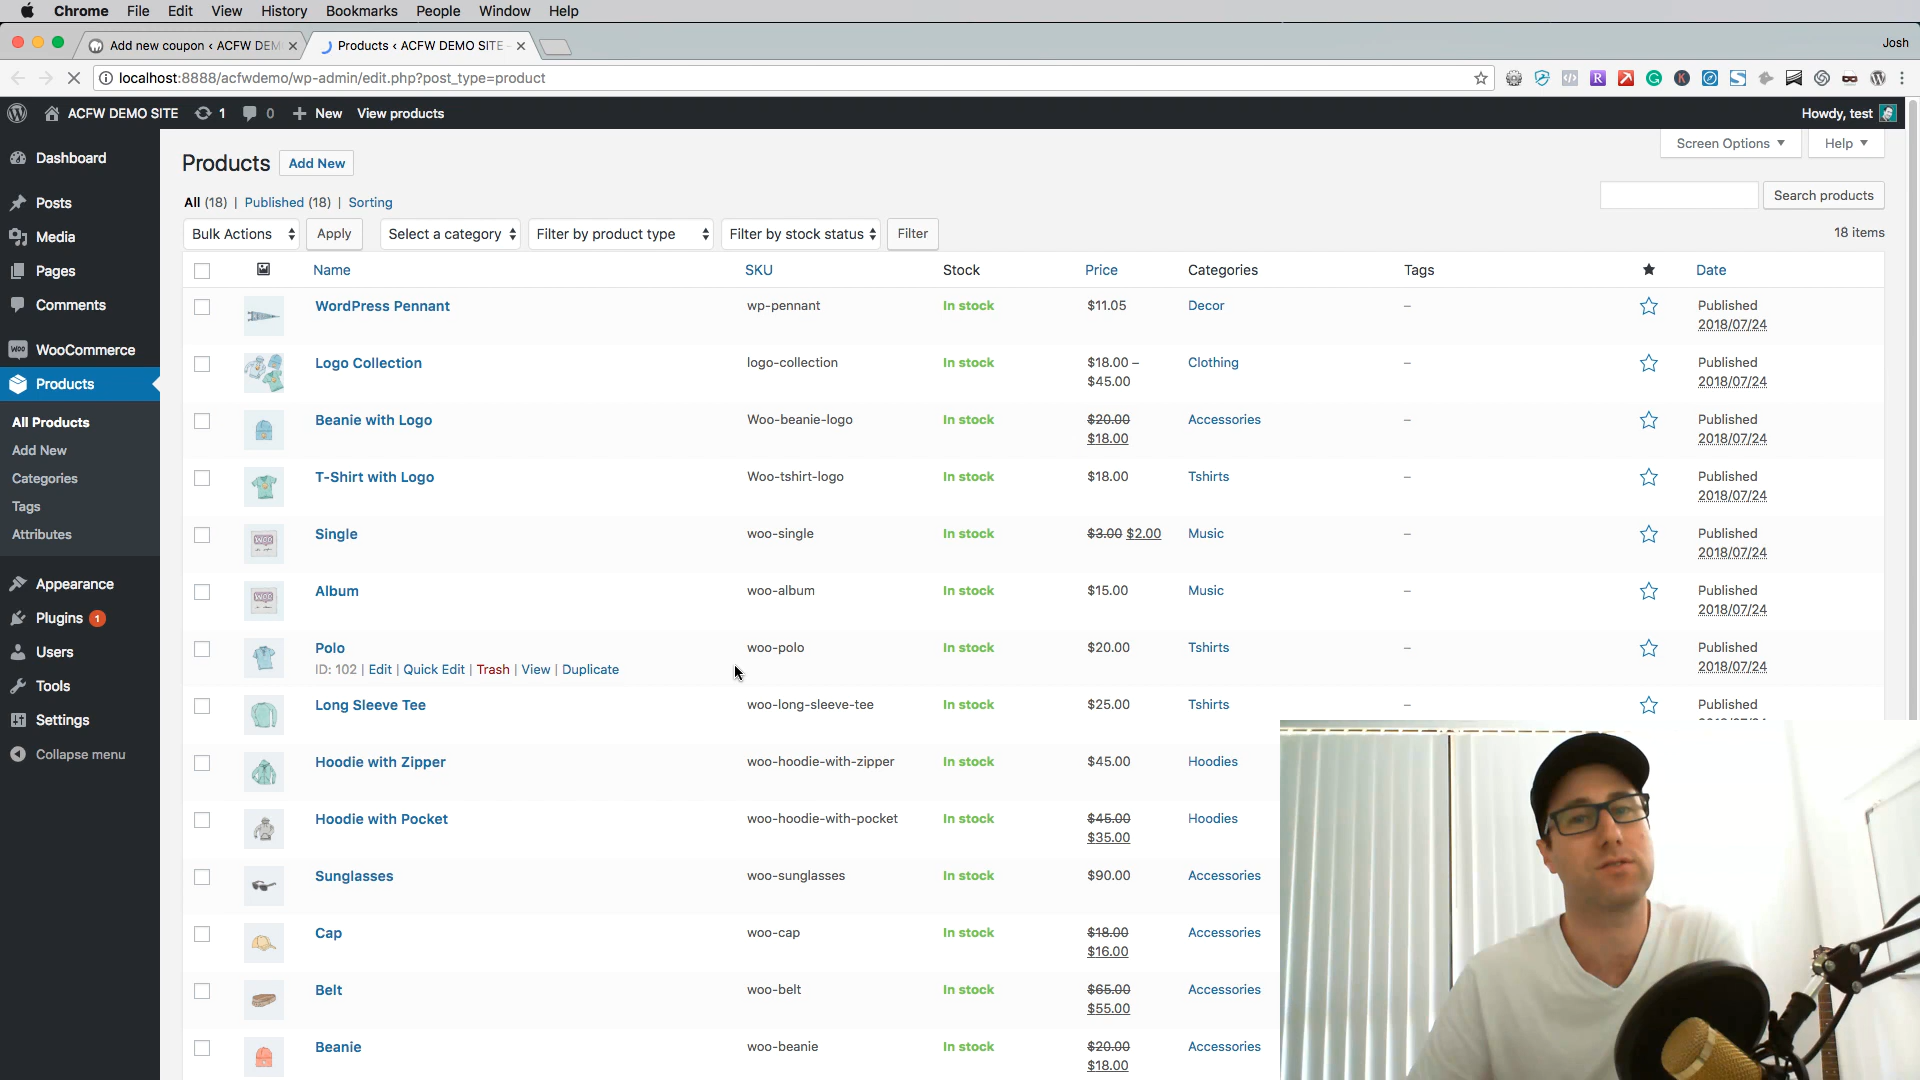 Chrome File Edit View History Bookmarks People Window Help
Add new coupon ‹ ACFW DEM
Products ‹ ACFW DEMO SITE –
Josh
localhost:8888/acfwdemo/wp-admin/edit.php?post_type=product
ACFW DEMO SITE 1 0 New View products
Howdy, test
Dashboard
Posts
Media
Pages
Comments
WooCommerce
Products
All Products
Add New
Categories
Tags
Attributes
Appearance
Plugins 1
Users
Tools
Settings
Collapse menu
Products Add New
Screen Options Help
All (18) | Published (18) | Sorting
Search products
Bulk Actions Apply Select a category Filter by product type Filter by stock status Filter
18 items
Name SKU Stock Price Categories Tags Date
WordPress Pennant wp-pennant In stock $11.05 Decor – Published
2018/07/24
Logo Collection logo-collection In stock $18.00 – Clothing – Published
$45.00 2018/07/24
Beanie with Logo Woo-beanie-logo In stock $20.00 Accessories – Published
$18.00 2018/07/24
T-Shirt with Logo Woo-tshirt-logo In stock $18.00 Tshirts – Published
2018/07/24
Single woo-single In stock $3.00 $2.00 Music – Published
2018/07/24
Album woo-album In stock $15.00 Music – Published
2018/07/24
Polo woo-polo In stock $20.00 Tshirts – Published
ID: 102 | Edit | Quick Edit | Trash | View | Duplicate 2018/07/24
Long Sleeve Tee woo-long-sleeve-tee In stock $25.00 Tshirts – Published
Hoodie with Zipper woo-hoodie-with-zipper In stock $45.00 Hoodies
Hoodie with Pocket woo-hoodie-with-pocket In stock $45.00 Hoodies
$35.00
Sunglasses woo-sunglasses In stock $90.00 Accessories
Cap woo-cap In stock $18.00 Accessories
$16.00
Belt woo-belt In stock $65.00 Accessories
$55.00
Beanie woo-beanie In stock $20.00 Accessories
$18.00